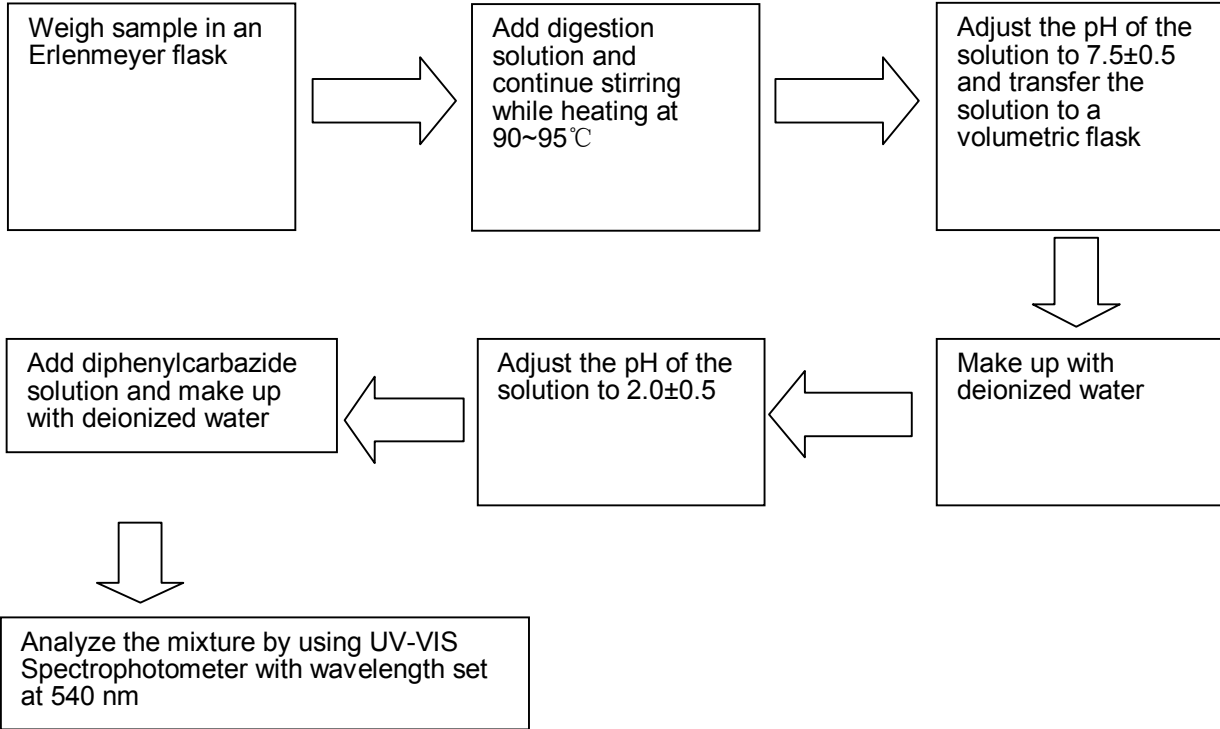 Weigh sample in an
Erlenmeyer flask
Add digestion
solution and
continue stirring
while heating at
90~95℃
Adjust the pH of the
solution to 7.5±0.5
and transfer the
solution to a
volumetric flask
Make up with
deionized water
Adjust the pH of the
solution to 2.0±0.5
Add diphenylcarbazide
solution and make up
with deionized water
Analyze the mixture by using UV-VIS
Spectrophotometer with wavelength set
at 540 nm